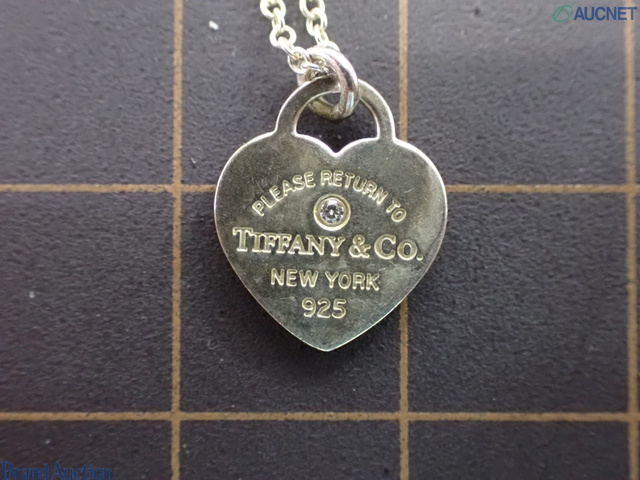 AUCNET
PLEASE RETURN TO
TIFFANY & CO.
NEW YORK
925
Brand Auction